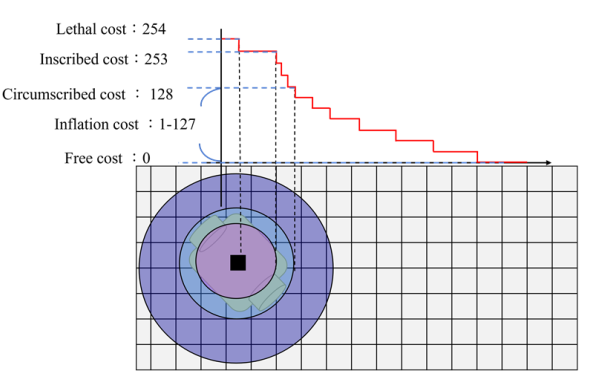 Lethal cost：254
Inscribed cost：253
Circumscribed cost： 128
Inflation cost ：1-127
Free cost ：0